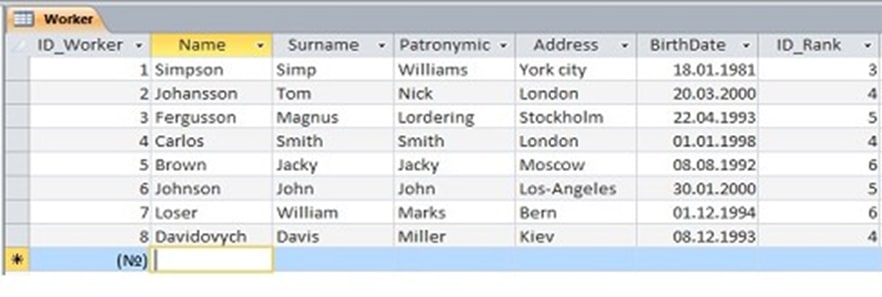 Worker
ID_Worker Name Surname Patronymic Address BirthDate ID_Rank
1 Simpson Simp Williams York city 18.01.1981 3
2 Johansson Tom Nick London 20.03.2000 4
3 Fergusson Magnus Lordering Stockholm 22.04.1993 5
4 Carlos Smith Smith London 01.01.1998 4
5 Brown Jacky Jacky Moscow 08.08.1992 6
6 Johnson John John Los-Angeles 30.01.2000 5
7 Loser William Marks Bern 01.12.1994 6
8 Davidovych Davis Miller Kiev 08.12.1993 4
(№)